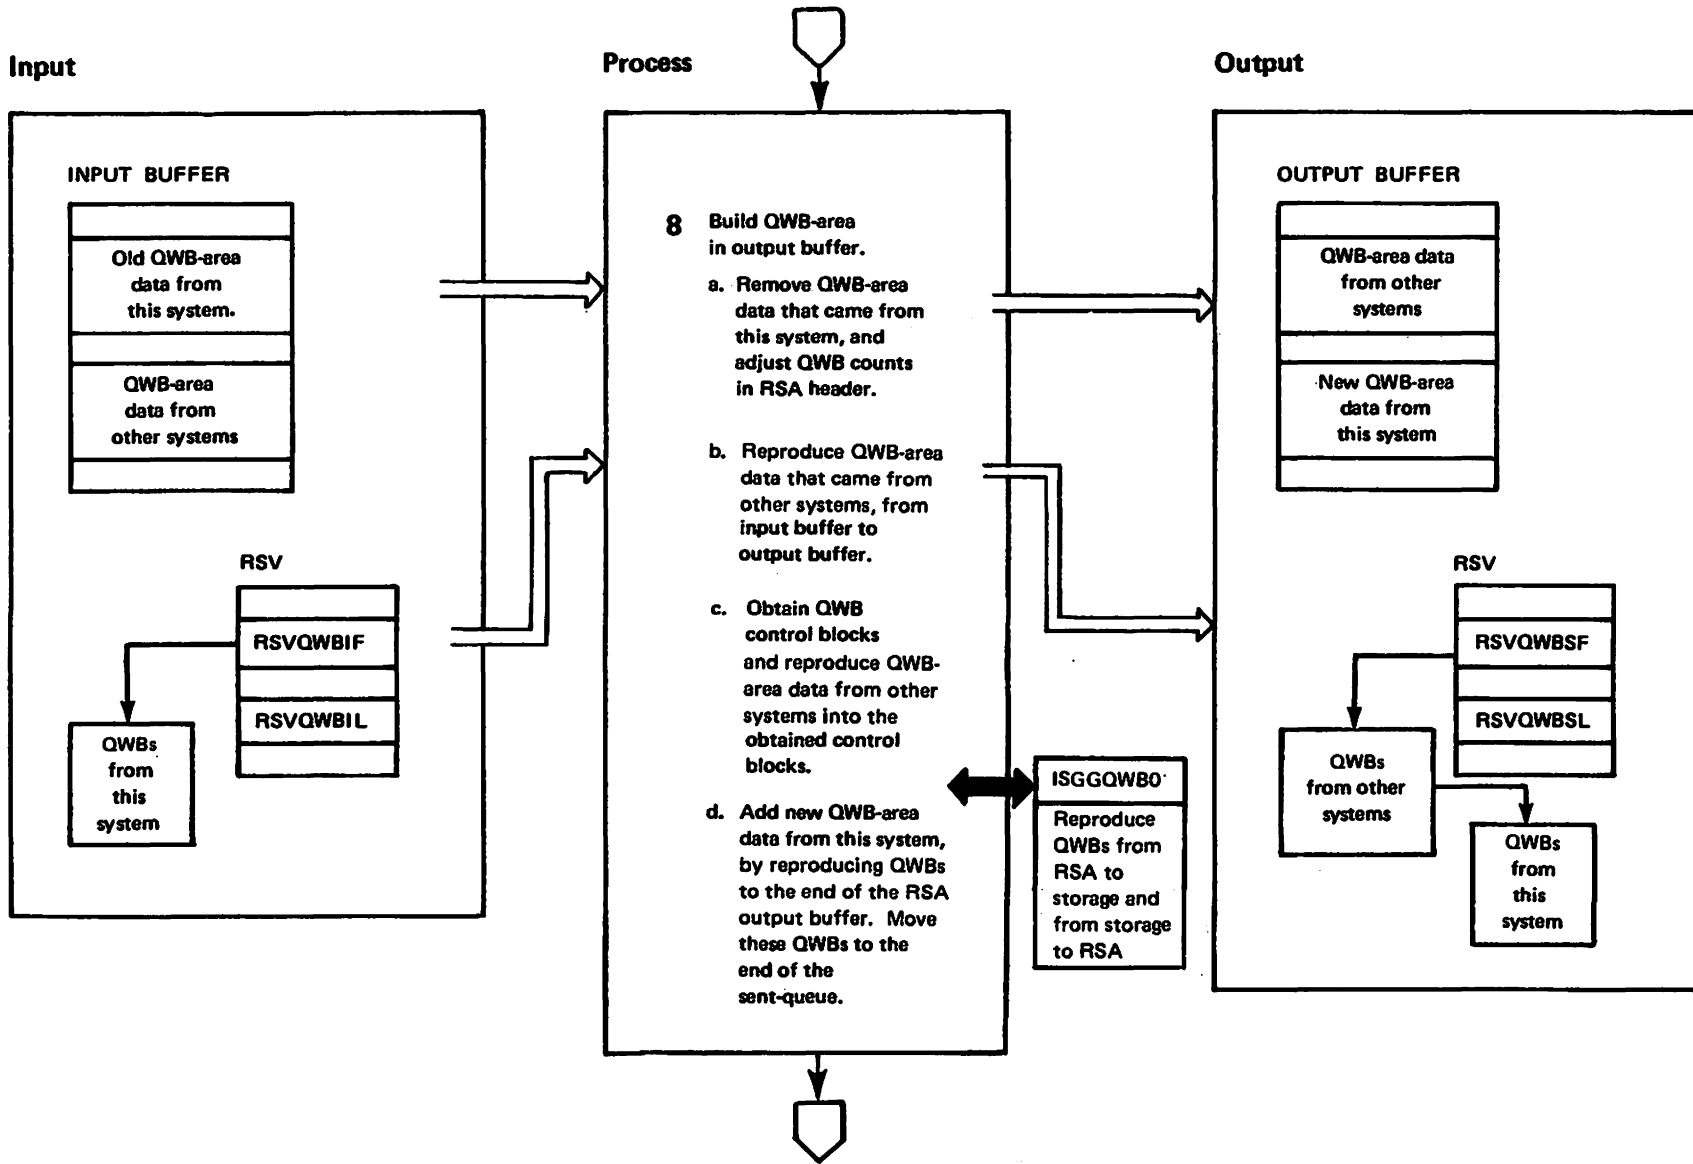 Input
INPUT BUFFER
Old QWB-area
data from
this system.
QWB-area
data from
other systems
RSV
RSVQWBIF
RSVQWBIL
QWBs
from
this
system
Process
8 Build QWB-area
in output buffer.
a. Remove QWB-area
data that came from
this system, and
adjust QWB counts
in RSA header.
b. Reproduce QWB-area
data that came from
other systems, from
input buffer to
output buffer.
c. Obtain QWB
control blocks
and reproduce QWB-
area data from other
systems into the
obtained control
blocks.
d. Add new QWB-area
data from this system,
by reproducing QWBs
to the end of the RSA
output buffer. Move
these QWBs to the
end of the
sent-queue.
ISGGQWB0
Reproduce
QWBs from
RSA to
storage and
from storage
to RSA
Output
OUTPUT BUFFER
QWB-area data
from other
systems
New QWB-area
data from
this system
RSV
RSVQWBSF
RSVQWBSL
QWBs
from other
systems
QWBs
from
this
system